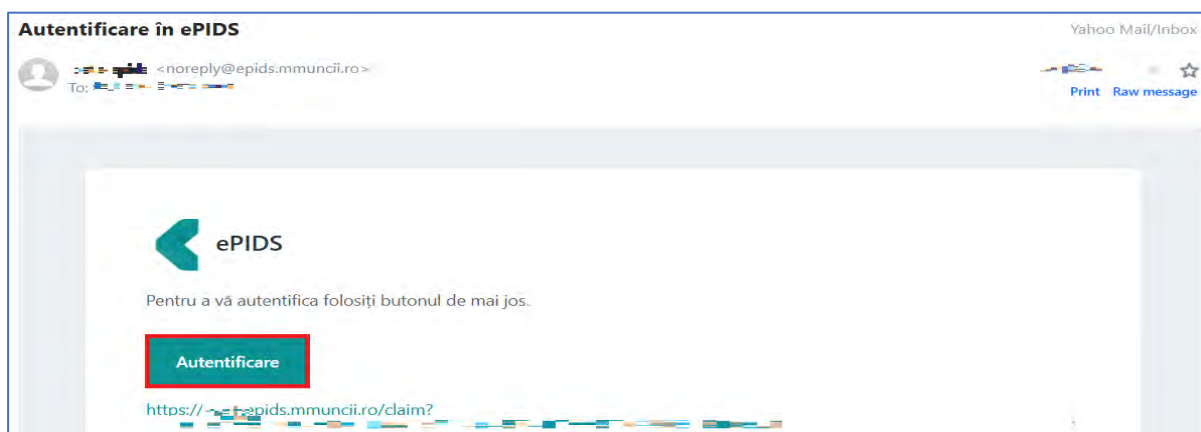 Autentificare în ePIDS
Yahoo Mail/Inbox
<noreply@epids.mmuncii.ro>
To:
Print Raw message
ePIDS
Pentru a vă autentifica folosiți butonul de mai jos.
Autentificare
https:// epids.mmuncii.ro/claim?